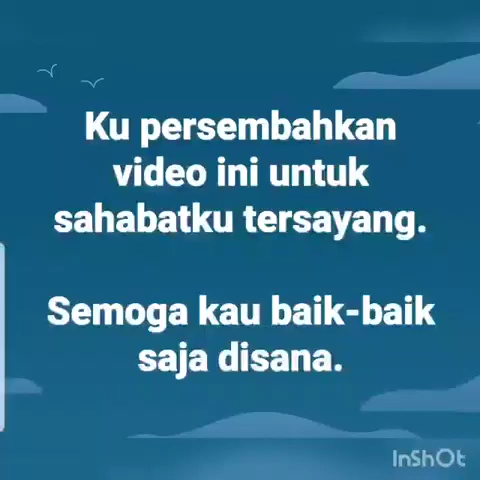 Ku persembahkan
video ini untuk
sahabatku tersayang.
Semoga kau baik-baik
saja disana.
InShOt